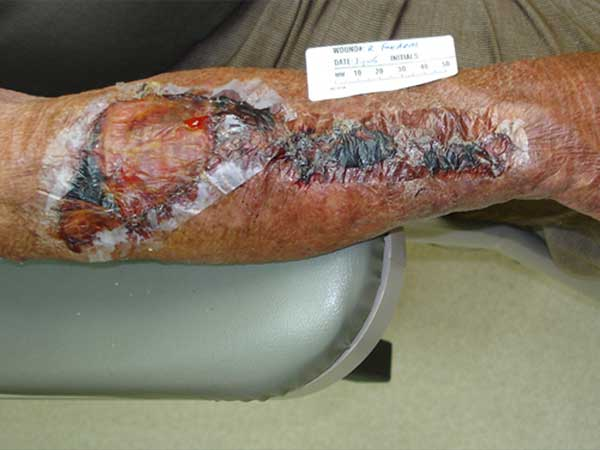 WOUND#: R Forearm
DATE: INITIALS
MM 10 20 30 40 50